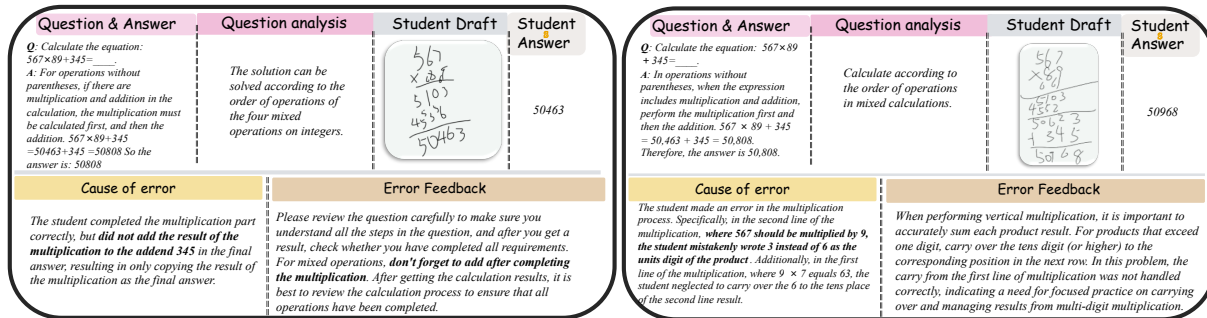 Question & Answer
Q: Calculate the equation:
567×89+345=____.
A: For operations without
parentheses, if there are
multiplication and addition in the
calculation, the multiplication must
be calculated first, and then the
addition. 567×89+345
=50463+345 =50808 So the
answer is: 50808
Question analysis
The solution can be
solved according to the
order of operations of
the four mixed
operations on integers.
Student Draft
567
5103
4536
50463
Student
s
Answer
50463
Cause of error
The student completed the multiplication part
correctly, but did not add the result of the
multiplication to the addend 345 in the final
answer, resulting in only copying the result of
the multiplication as the final answer.
Error Feedback
Please review the question carefully to make sure you
understand all the steps in the question, and after you get a
result, check whether you have completed all requirements.
For mixed operations, don't forget to add after completing
the multiplication. After getting the calculation results, it is
best to review the calculation process to ensure that all
operations have been completed.
Question & Answer
Q: Calculate the equation: 567×89
+ 345=____.
A: In operations without
parentheses, when the expression
includes multiplication and addition,
perform the multiplication first and
then the addition. 567 × 89 + 345
= 50,463 + 345 = 50,808.
Therefore, the answer is 50,808.
Question analysis
Calculate according to
the order of operations
in mixed calculations.
Student Draft
567
×89
50623
+ 345
50968
Student
s
Answer
50968
Cause of error
The student made an error in the multiplication
process. Specifically, in the second line of the
multiplication, where 567 should be multiplied by 9,
the student mistakenly wrote 3 instead of 6 as the
units digit of the product. Additionally, in the first
line of the multiplication, where 9 × 7 equals 63, the
student neglected to carry over the 6 to the tens place
of the second line result.
Error Feedback
When performing vertical multiplication, it is important to
accurately sum each product result. For products that exceed
one digit, carry over the tens digit (or higher) to the
corresponding position in the next row. In this problem, the
carry from the first line of multiplication was not handled
correctly, indicating a need for focused practice on carrying
over and managing results from multi-digit multiplication.